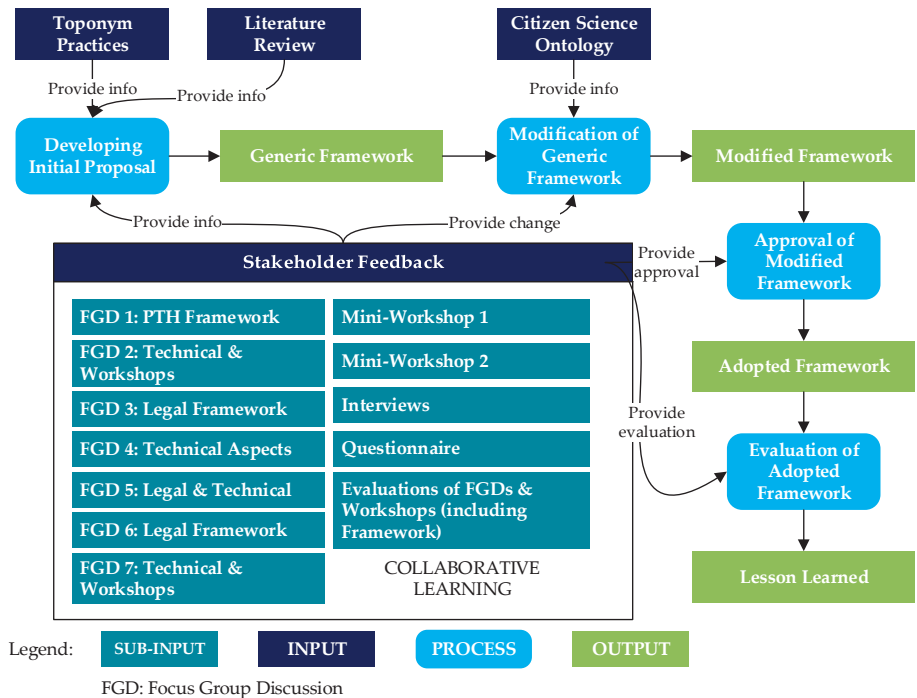 Toponym
Practices
Literature
Review
Citizen Science
Ontology
Provide info
Provide info
Provide info
Developing
Initial Proposal
Generic Framework
Modification of
Generic
Framework
Modified Framework
Provide info
Provide change
Stakeholder Feedback
Provide
approval
Approval of
Modified
Framework
FGD 1: PTH Framework
FGD 2: Technical &
Workshops
FGD 3: Legal Framework
FGD 4: Technical Aspects
FGD 5: Legal & Technical
FGD 6: Legal Framework
FGD 7: Technical &
Workshops
Mini-Workshop 1
Mini-Workshop 2
Interviews
Questionnaire
Evaluations of FGDs &
Workshops (including
Framework)
COLLABORATIVE
LEARNING
Adopted Framework
Provide
evaluation
Evaluation of
Adopted
Framework
Lesson Learned
Legend:
SUB-INPUT
INPUT
PROCESS
OUTPUT
FGD: Focus Group Discussion